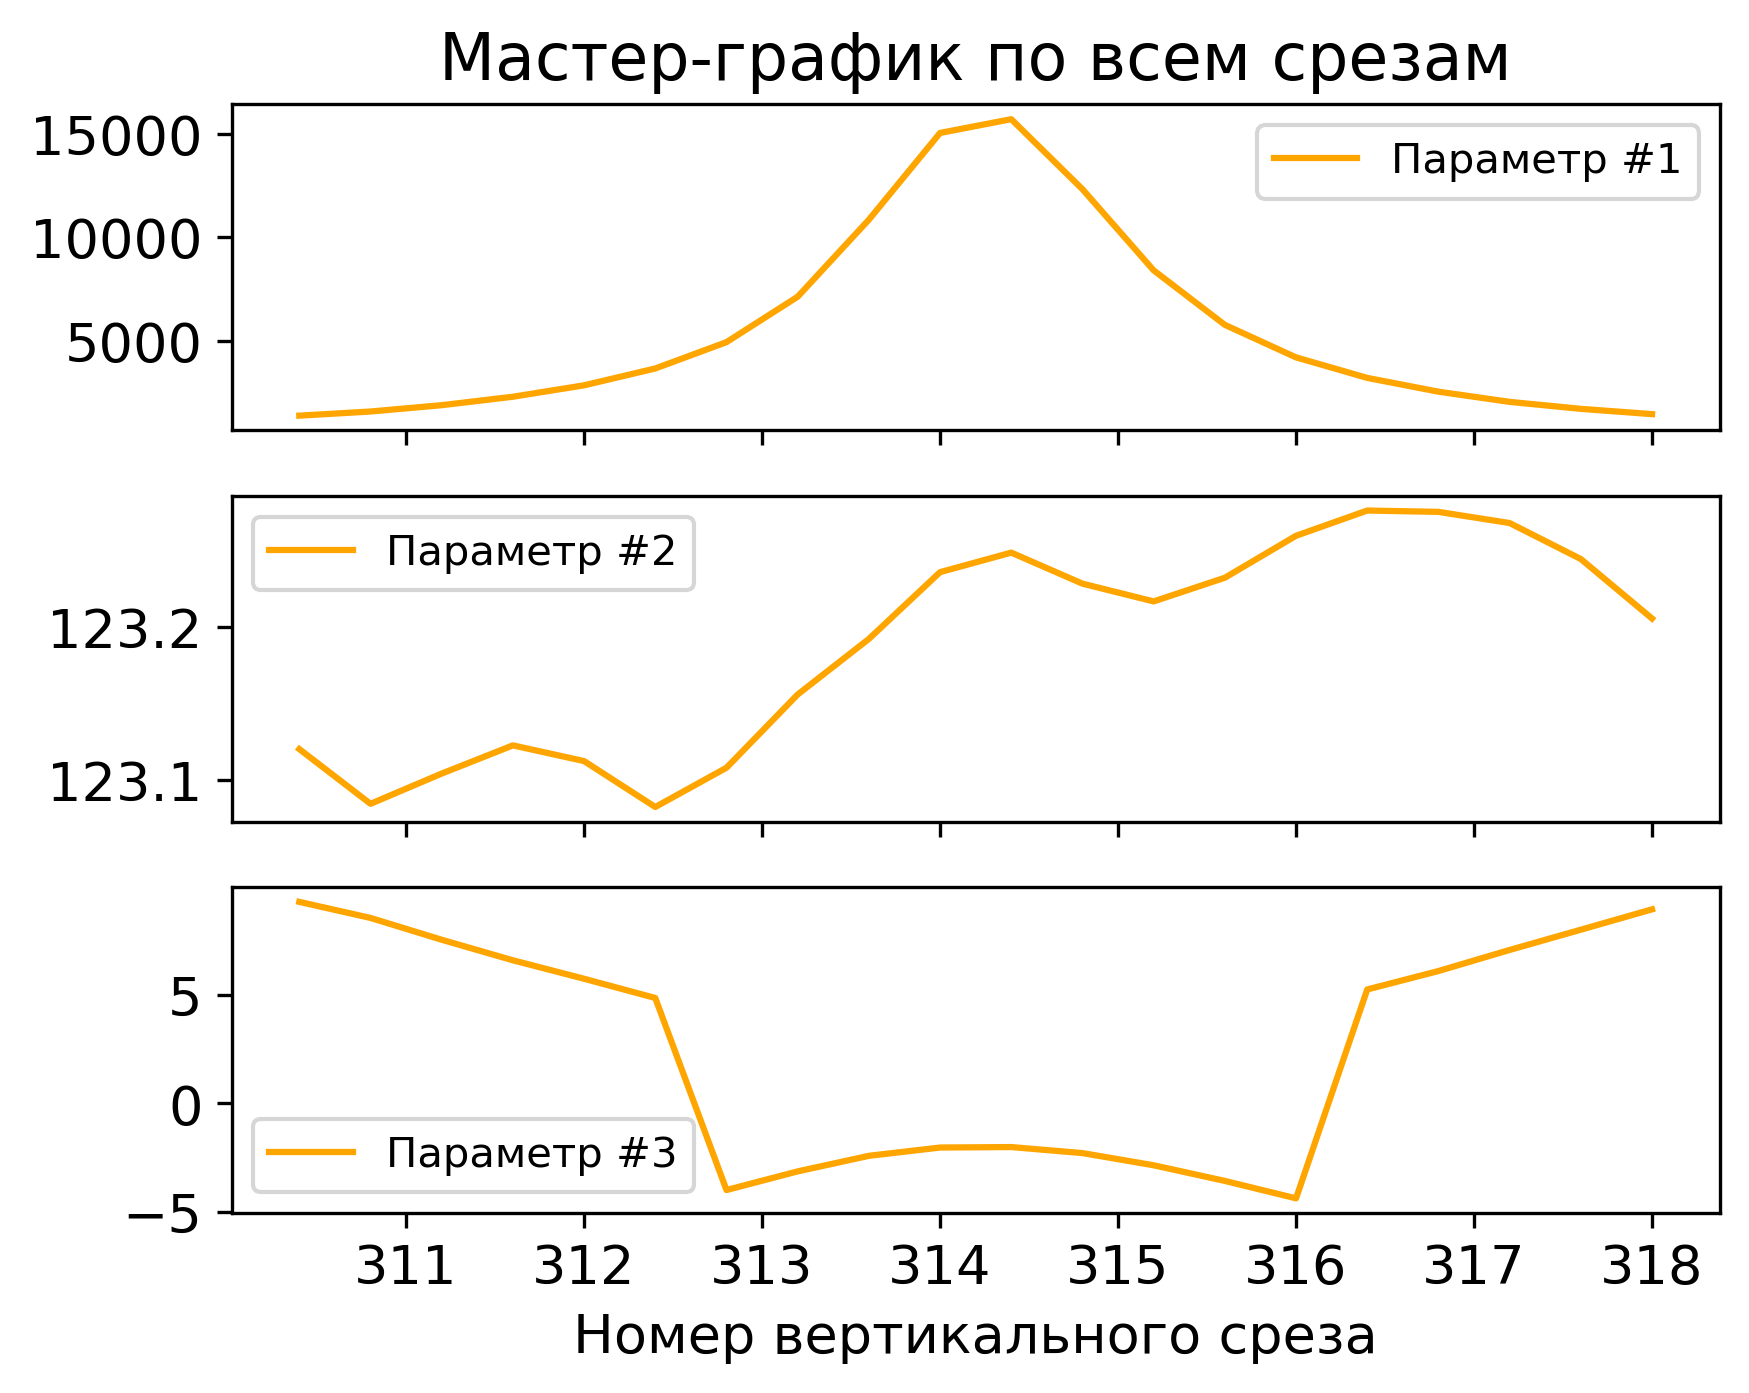 Мастер-график по всем срезам
15000
10000
5000
Параметр #1
Параметр #2
123.2
123.1
5
0
−5
Параметр #3
311 312 313 314 315 316 317 318
Номер вертикального среза